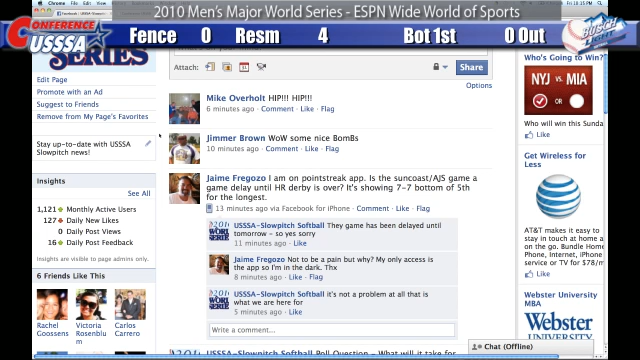 2010 Men's Major World Series - ESPN Wide World of Sports
CONFERENCE
USSSA
Fence 0 Resm 4 Bot 1st 0 Out
BUSCH
LIGHT
SERIES
Edit Page
Promote with an Ad
Suggest to Friends
Remove from My Page's Favorites
Stay up-to-date with USSSA
Slowpitch news!
Insights
See All
1,121 Monthly Active Users
127 Daily New Likes
0 Daily Post Views
16 Daily Post Feedback
Insights are visible to page admins only.
6 Friends Like This
Rachel
Goossens
Victoria
Rosenblu
m
Carlos
Carrero
Attach:
Share
Options
Mike Overholt HIP!!! HIP!!!
6 minutes ago · Comment · Like · Flag
Jimmer Brown WoW some nice BomBs
10 minutes ago · Comment · Like · Flag
Jaime Fregozo I am on pointstreak app. Is the suncoast/AJS game a
game delay until HR derby is over? It's showing 7-7 bottom of 5th
for the longest.
13 minutes ago via Facebook for iPhone · Comment · Like · Flag
USSSA-Slowpitch Softball They game has been delayed until
tomorrow - so yes sorry
11 minutes ago · Like
Jaime Fregozo Not to be a pain but why? My only access is
the app so I'm in the dark. Thx
8 minutes ago · Like · Flag
USSSA-Slowpitch Softball it's not a problem at all that is
what we are here for
5 minutes ago · Like
Write a comment...
USSSA-Slowpitch Softball Poll Question - What will it take for
Who's Going to Win?
NYJ VS. MIA
OR
Who will win this Sunda
Like
Get Wireless for
Less
at&t
AT&T makes it easy to
stay in touch at home a
on the go. Bundle Home
Phone, Internet, iPhone
service or TV for $78/m
Like
Webster University
MBA
Webster
UNIVERSITY
Chat (Offline)